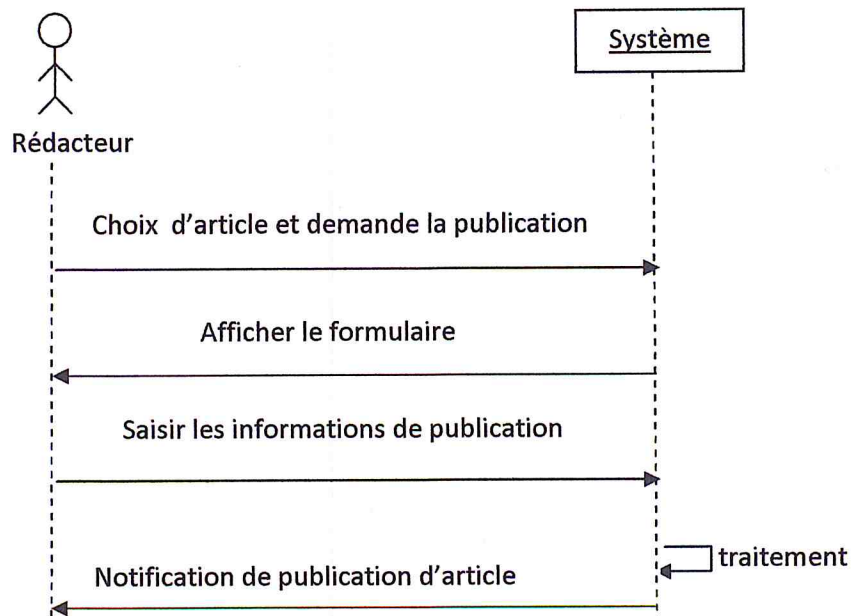 Système
Rédacteur
Choix d'article et demande la publication
Afficher le formulaire
Saisir les informations de publication
traitement
Notification de publication d'article